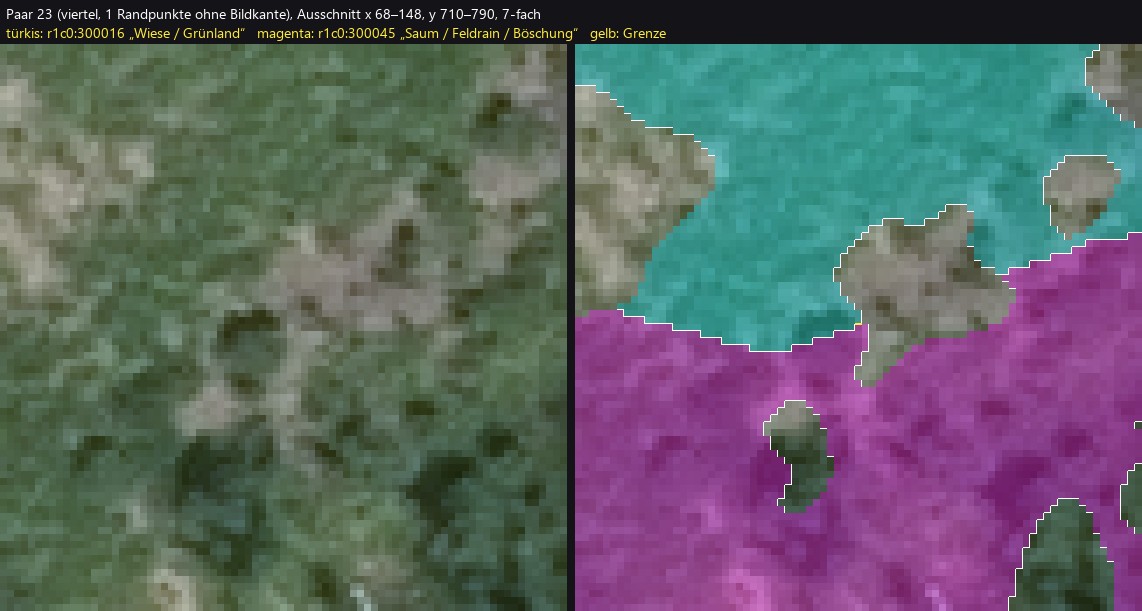 Paar 23 (viertel, 1 Randpunkte ohne Bildkante), Ausschnitt x 68–148, y 710–790, 7-fach
türkis: r1c0:300016 „Wiese / Grünland“ magenta: r1c0:300045 „Saum / Feldrain / Böschung“ gelb: Grenze